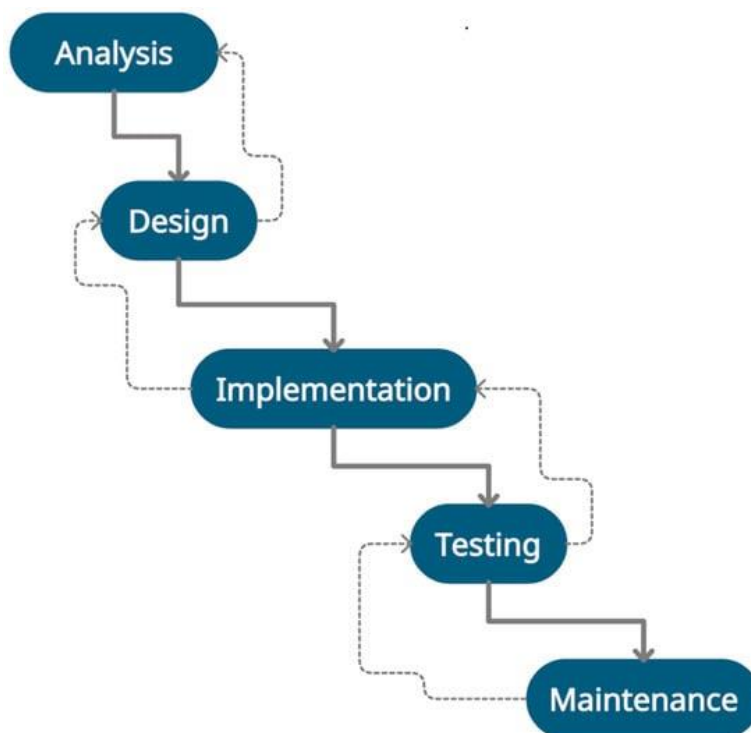 Analysis
Design
Implementation
Testing
Maintenance